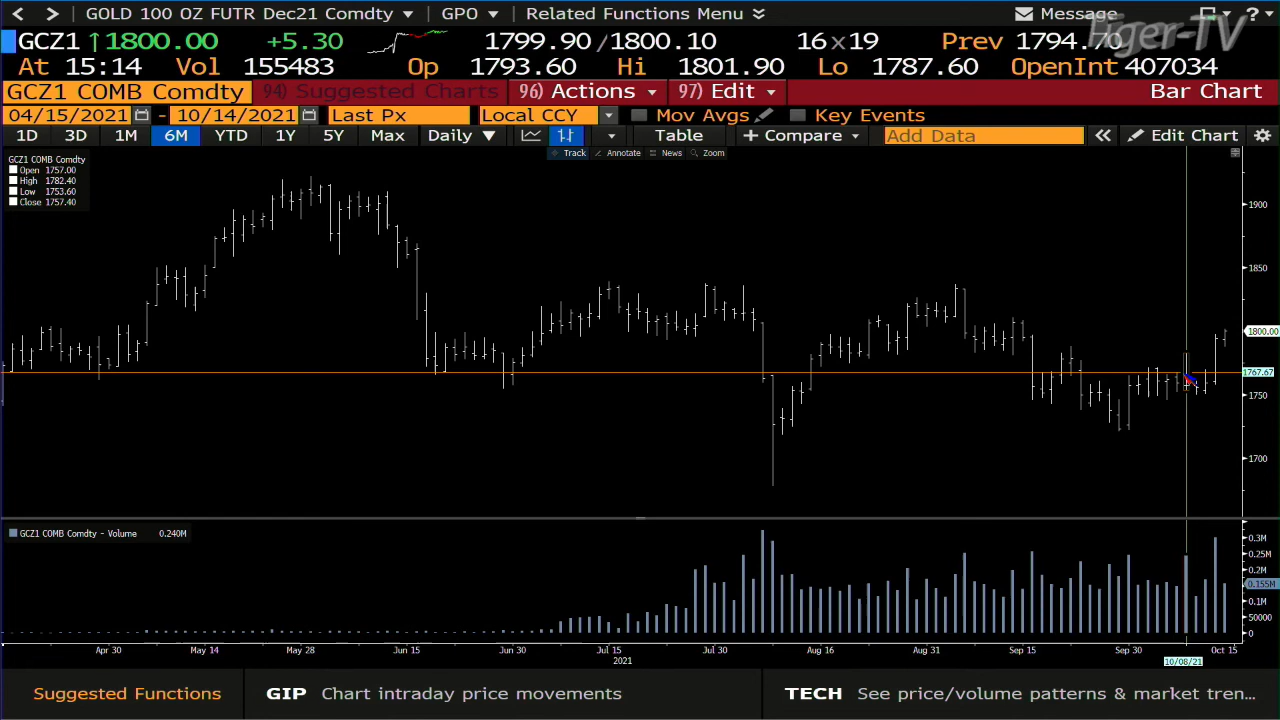 GOLD 100 OZ FUTR Dec21 Comdty GPO Related Functions Menu Message ?
GCZ1 ↑1800.00 +5.30 1799.90 /1800.10 16 x 19 Prev 1794.70
At 15:14 Vol 155483 Op 1793.60 Hi 1801.90 Lo 1787.60 OpenInt 407034
GCZ1 COMB Comdty 94) Suggested Charts 96) Actions 97) Edit Bar Chart
04/15/2021 - 10/14/2021 Last Px Local CCY Mov Avgs Key Events
1D 3D 1M 6M YTD 1Y 5Y Max Daily Table + Compare Add Data Edit Chart
Track Annotate News Zoom
GCZ1 COMB Comdty
Open 1757.00
High 1782.40
Low 1753.60
Close 1757.40
1900
1850
1800.00
1767.67
1750
1700
GCZ1 COMB Comdty - Volume 0.240M
0.3M
0.25M
0.2M
0.155M
0.1M
50000
0
Apr 30 May 14 May 28 Jun 15 Jun 30 Jul 15 Jul 30 Aug 16 Aug 31 Sep 15 Sep 30 Oct 15
2021 10/08/21
Suggested Functions GIP Chart intraday price movements TECH See price/volume patterns & market tren...